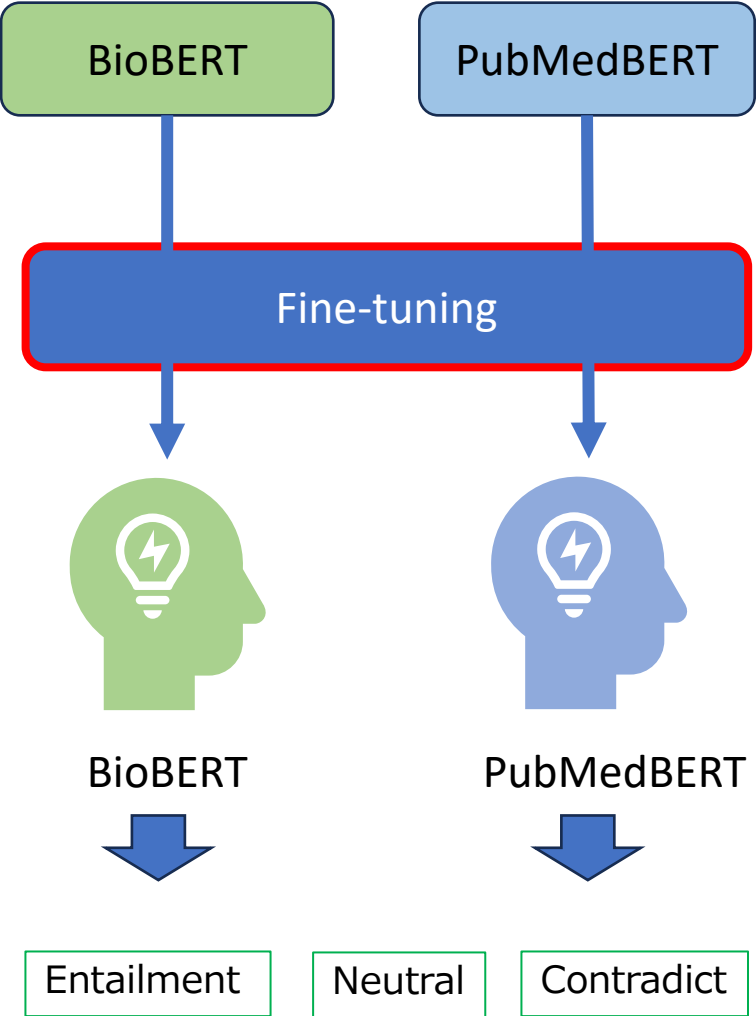 BioBERT
PubMedBERT
Fine-tuning
BioBERT
PubMedBERT
Entailment
Neutral
Contradict